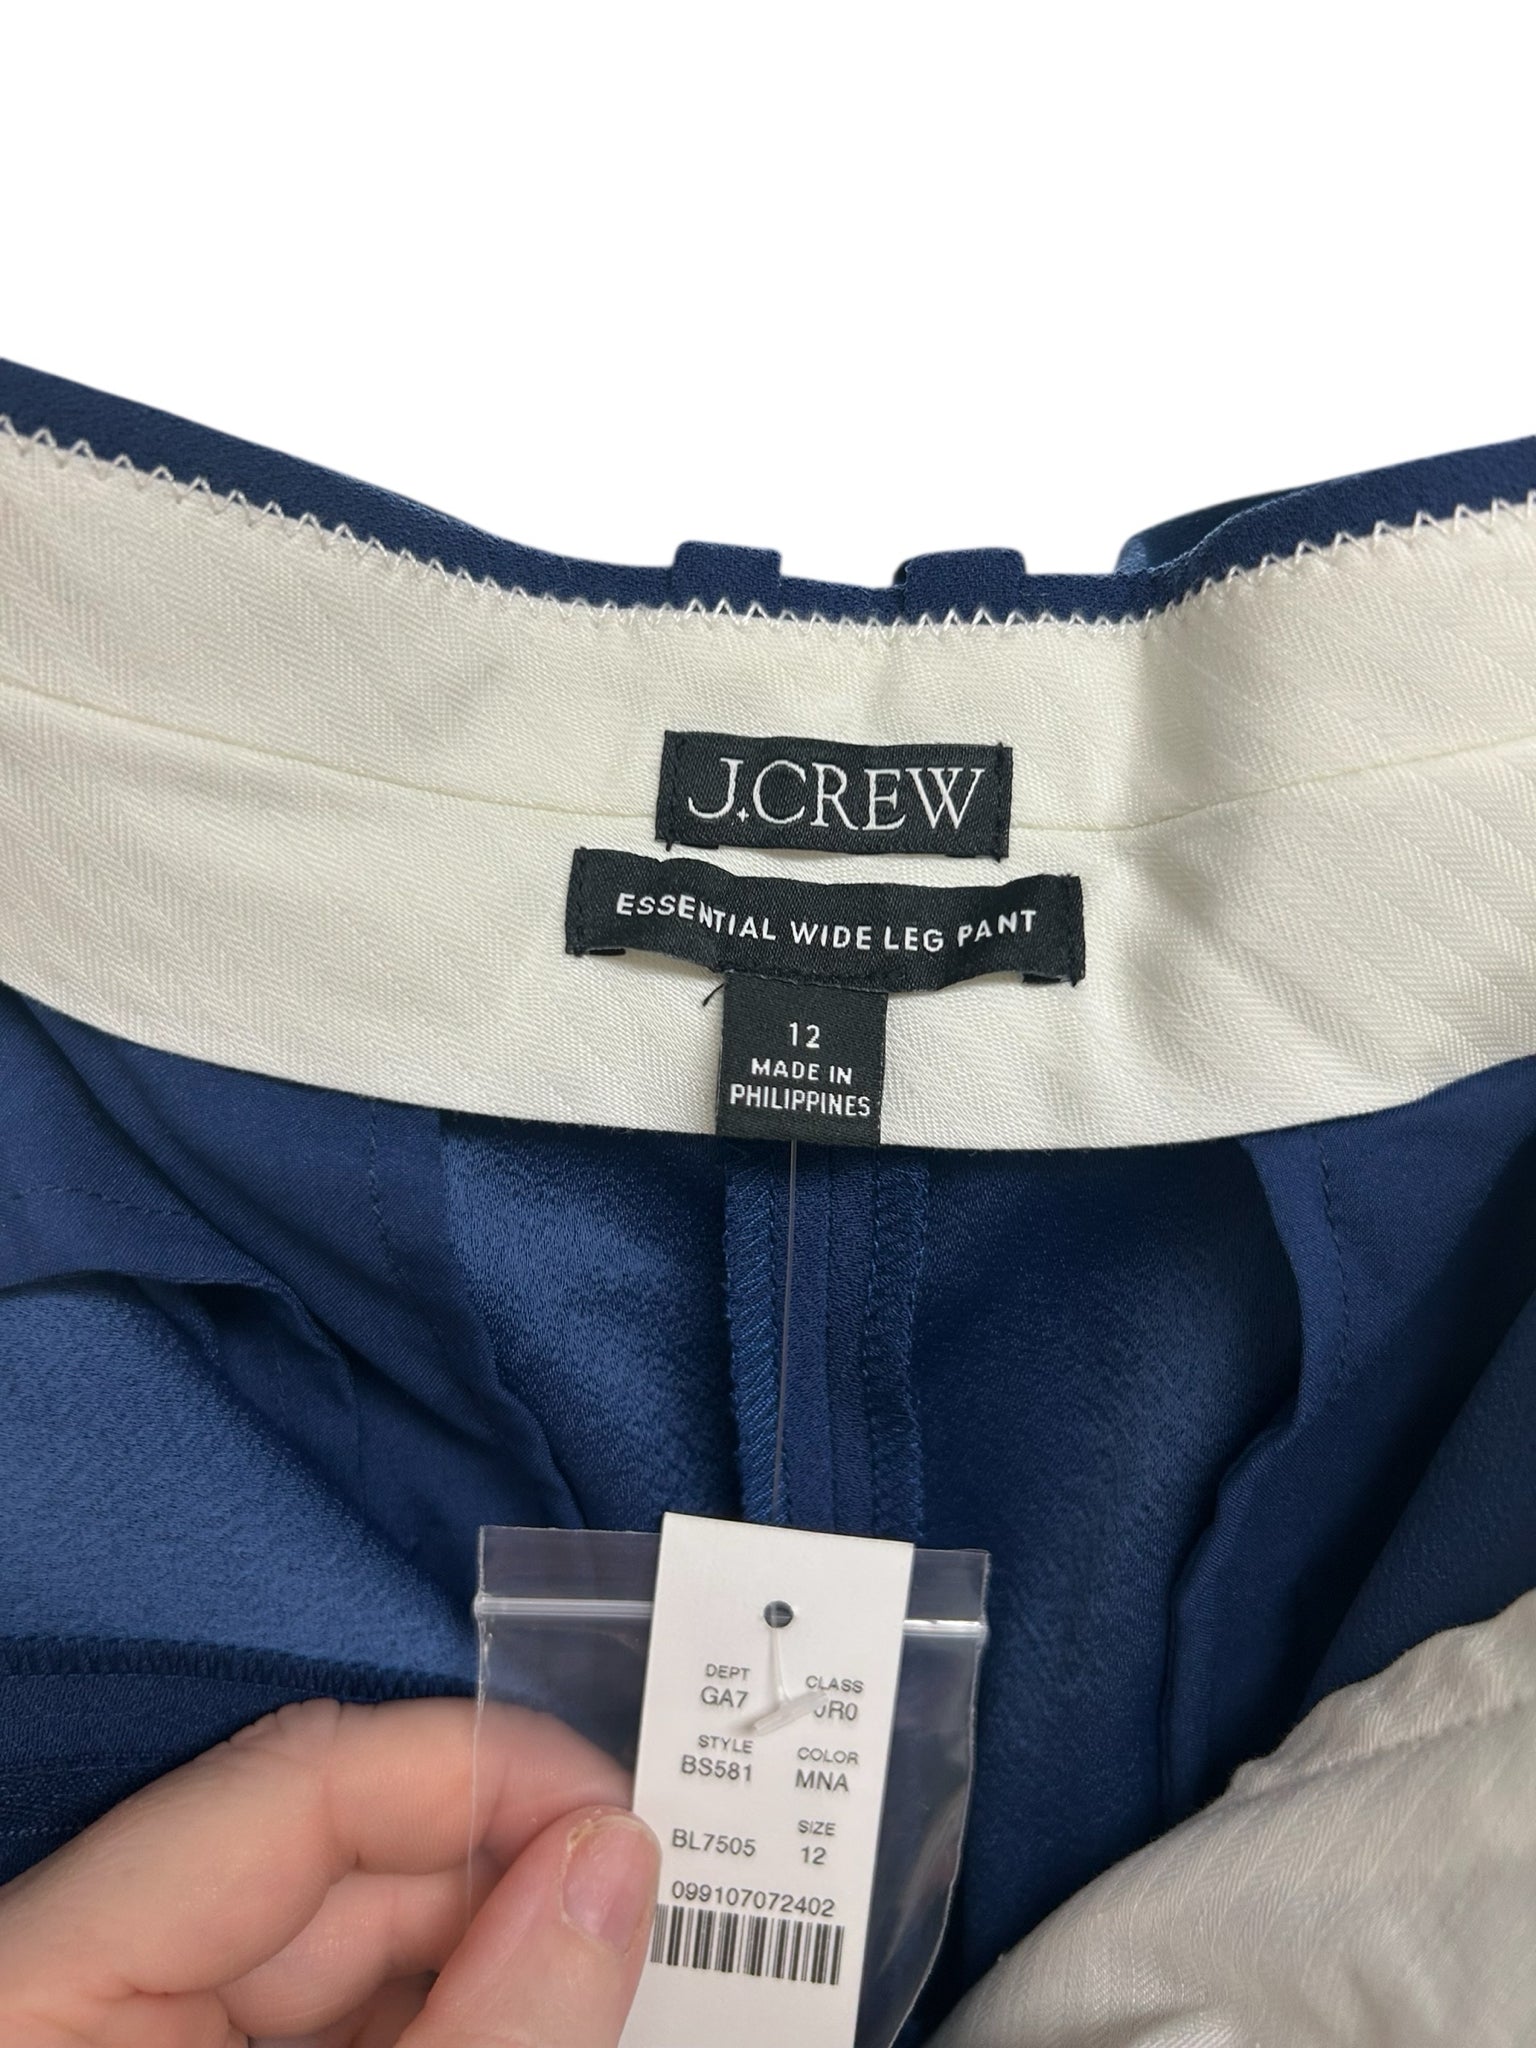 J.CREW
ESSENTIAL WIDE LEG PANT
12
MADE IN
PHILIPPINES
DEPT CLASS
GA7
STYLE COLOR
BS581 MNA
SIZE
BL7505 12
099107072402